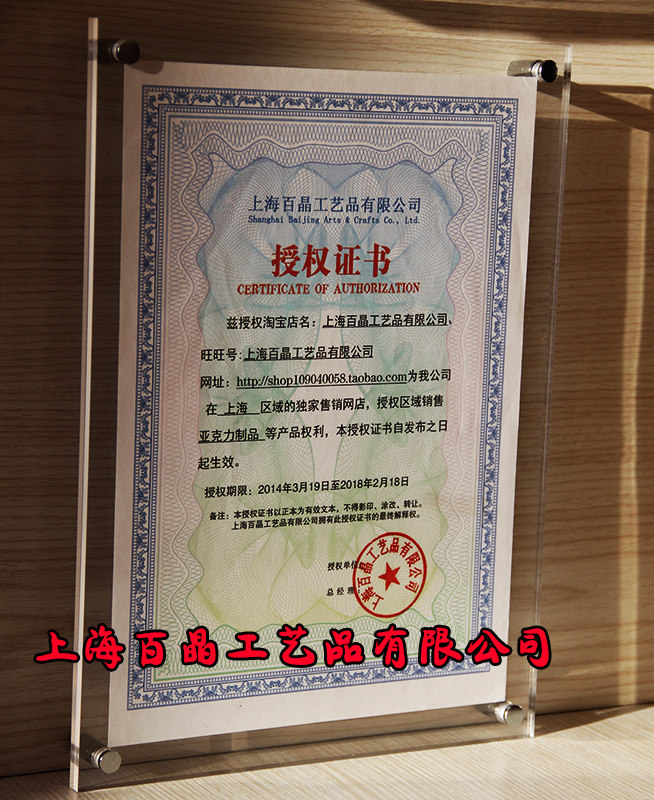 上海百晶工艺品有限公司
Shanghai Baijing Arts & Crafts Co., Ltd.
授权证书
CERTIFICATE OF AUTHORIZATION
兹授权淘宝店名：上海百晶工艺品有限公司、
旺旺号：上海百晶工艺品有限公司
网址：http://shop109040058.taobao.com为我公司
在 上海 区域的独家售销网店，授权区域销售
亚克力制品 等产品权利，本授权证书自发布之日
起生效。
授权期限：2014年3月19日至2018年2月18日
备注：本授权证书以正本为有效文本，不得影印、涂改、转让。
上海百晶工艺品有限公司拥有此授权证书的最终解释权。
授权单位
总经理：
上海百晶工艺品有限公司
上海百晶工艺品有限公司